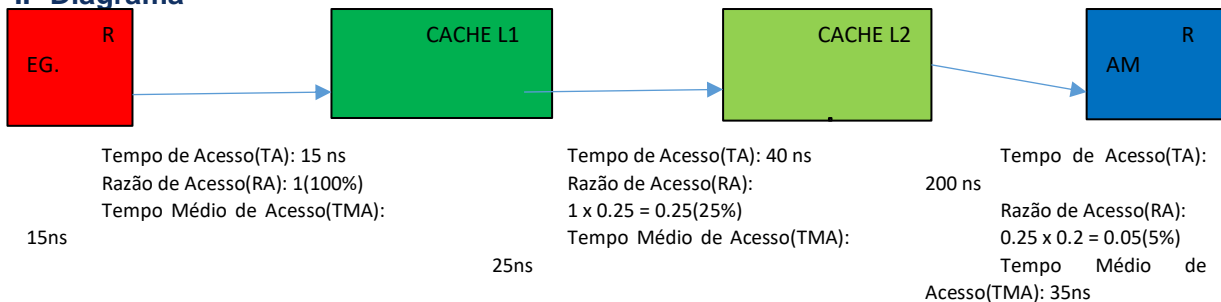 II- Diagrama
R
EG.
CACHE L1
CACHE L2
R
AM
Tempo de Acesso(TA): 15 ns
Razão de Acesso(RA): 1(100%)
Tempo Médio de Acesso(TMA):
15ns
Tempo de Acesso(TA): 40 ns
Razão de Acesso(RA):
1 x 0.25 = 0.25(25%)
Tempo Médio de Acesso(TMA):
25ns
Tempo de Acesso(TA):
200 ns
Razão de Acesso(RA):
0.25 x 0.2 = 0.05(5%)
Tempo Médio de
Acesso(TMA): 35ns